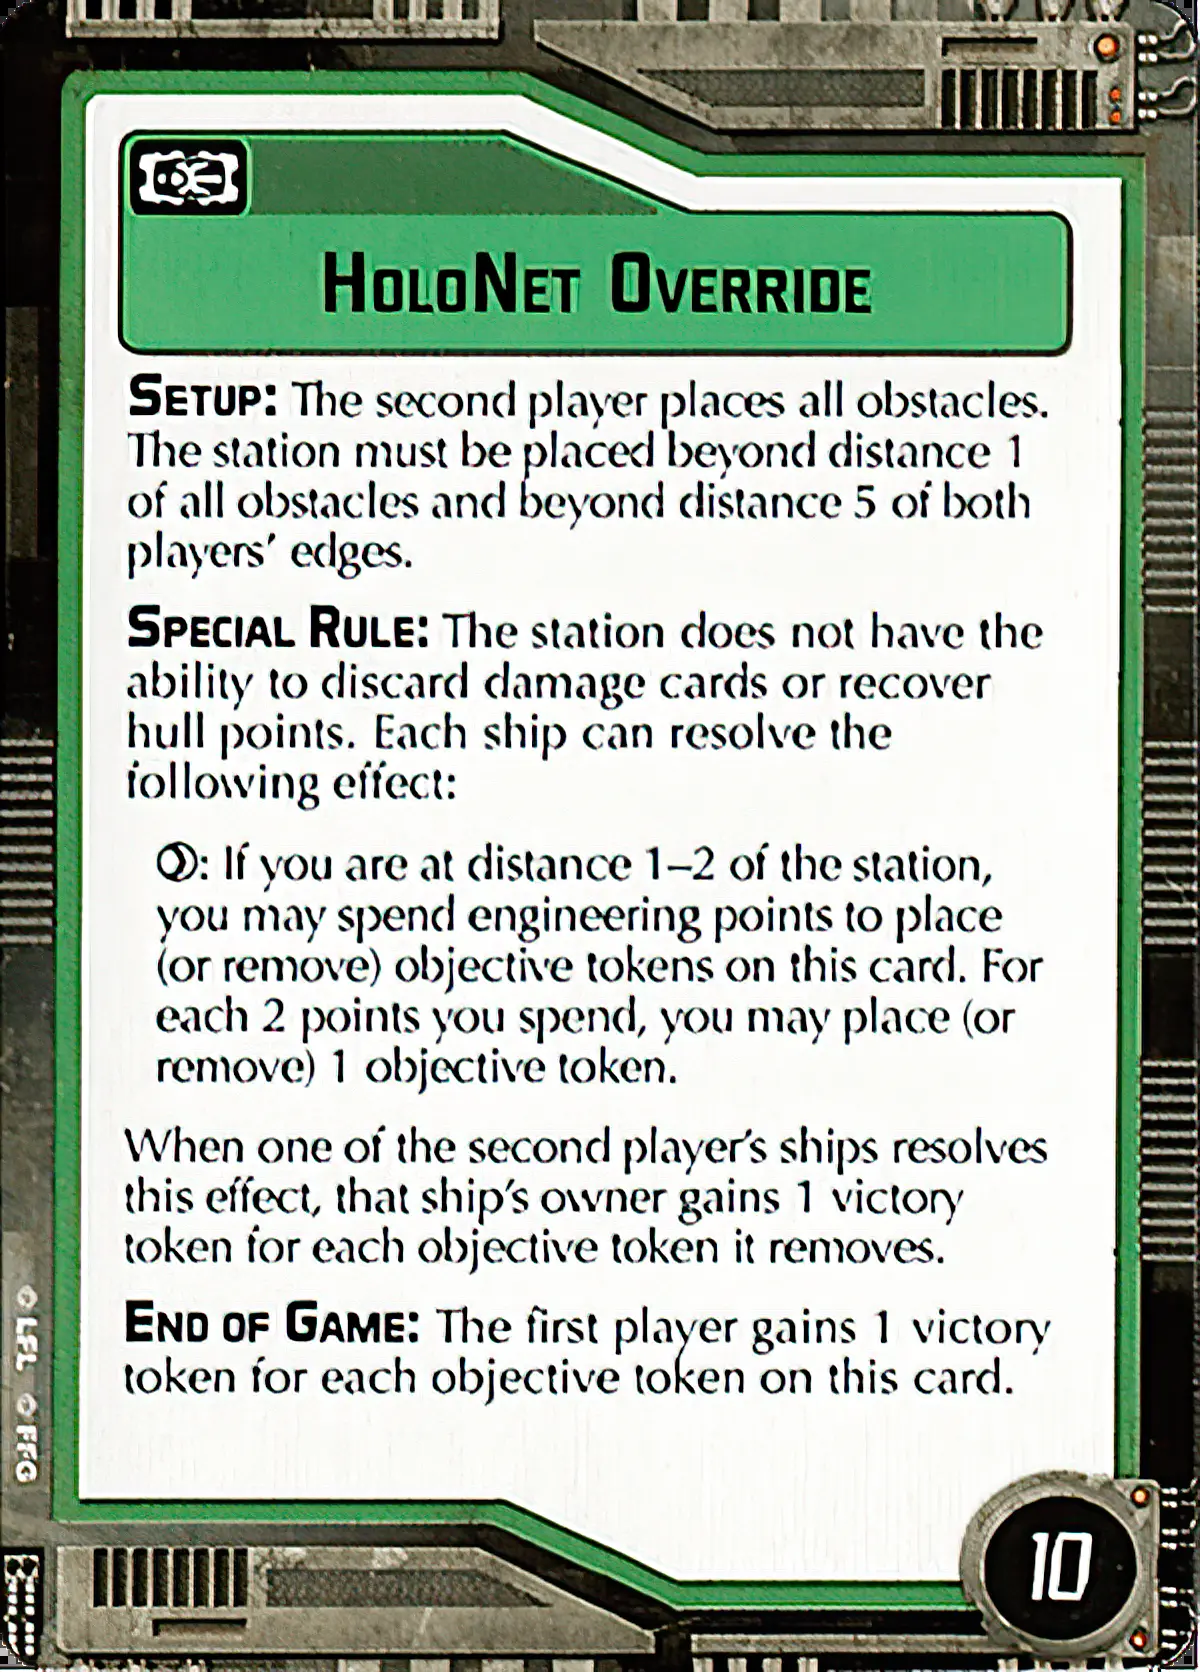 HoloNet Override
Setup: The second player places all obstacles.
The station must be placed beyond distance 1
of all obstacles and beyond distance 5 of both
players' edges.
Special Rule: The station does not have the
ability to discard damage cards or recover
hull points. Each ship can resolve the
following effect:
: If you are at distance 1–2 of the station,
you may spend engineering points to place
(or remove) objective tokens on this card. For
each 2 points you spend, you may place (or
remove) 1 objective token.
When one of the second player's ships resolves
this effect, that ship's owner gains 1 victory
token for each objective token it removes.
End of Game: The first player gains 1 victory
token for each objective token on this card.
© LFL © FFG
10